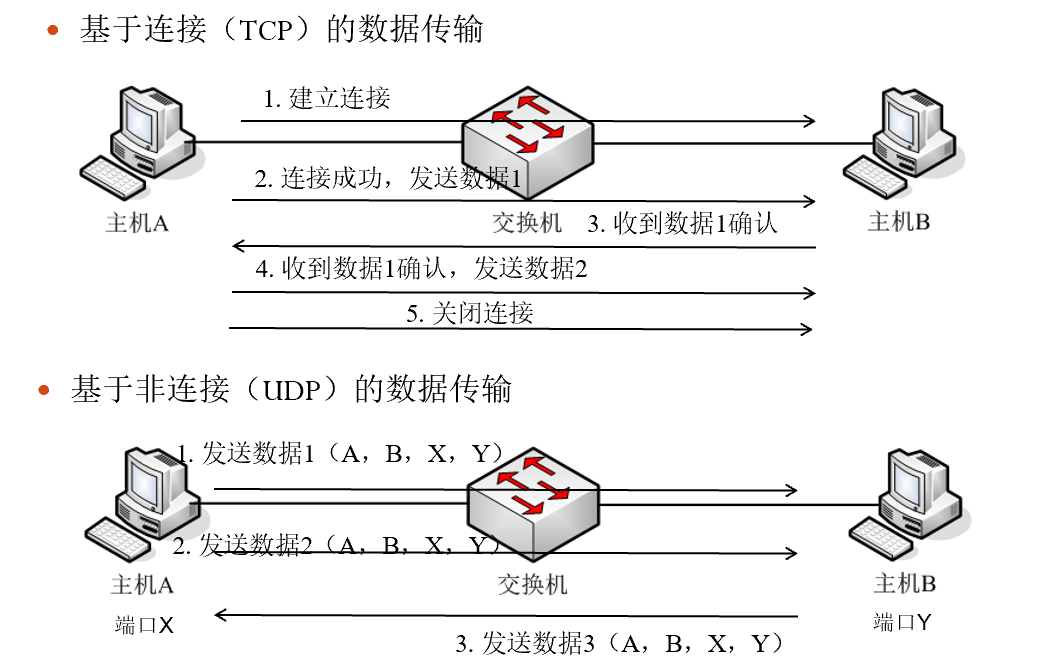 基于连接（TCP）的数据传输
1. 建立连接
2. 连接成功，发送数据1
主机A
交换机
3. 收到数据1确认
主机B
4. 收到数据1确认，发送数据2
5. 关闭连接
基于非连接（UDP）的数据传输
1. 发送数据1（A，B，X，Y）
2. 发送数据2（A，B，X，Y）
主机A
交换机
主机B
端口X
端口Y
3. 发送数据3（A，B，X，Y）